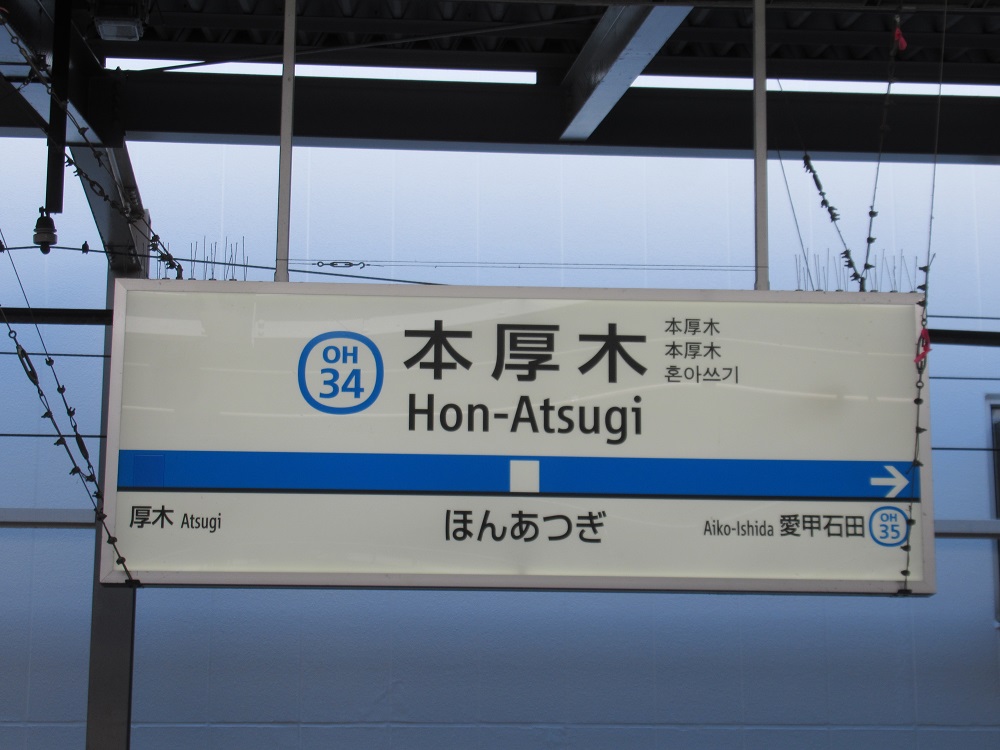 OH
34
本厚木
Hon-Atsugi
本厚木
本厚木
혼아쓰기
厚木 Atsugi
ほんあつぎ
Aiko-Ishida 愛甲石田
OH
35